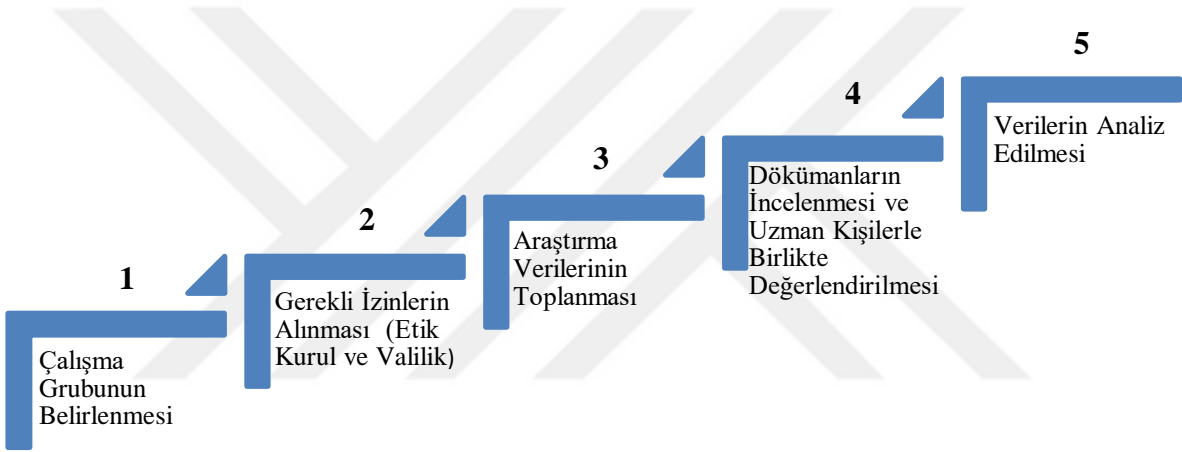 1
Çalışma
Grubunun
Belirlenmesi
2
Gerekli İzinlerin
Alınması (Etik
Kurul ve Valilik)
3
Araştırma
Verilerinin
Toplanması
4
Dökümanların
İncelenmesi ve
Uzman Kişilerle
Birlikte
Değerlendirilmesi
5
Verilerin Analiz
Edilmesi